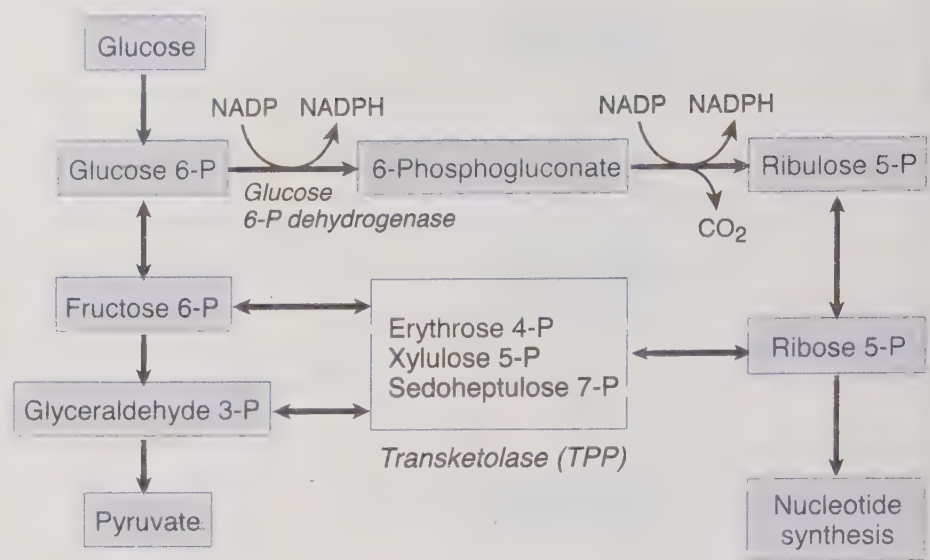 Glucose
NADP NADPH
NADP NADPH
Glucose 6-P
6-Phosphogluconate
Ribulose 5-P
Glucose
6-P dehydrogenase
CO₂
Fructose 6-P
Erythrose 4-P
Xylulose 5-P
Sedoheptulose 7-P
Ribose 5-P
Glyceraldehyde 3-P
Transketolase (TPP)
Pyruvate
Nucleotide
synthesis